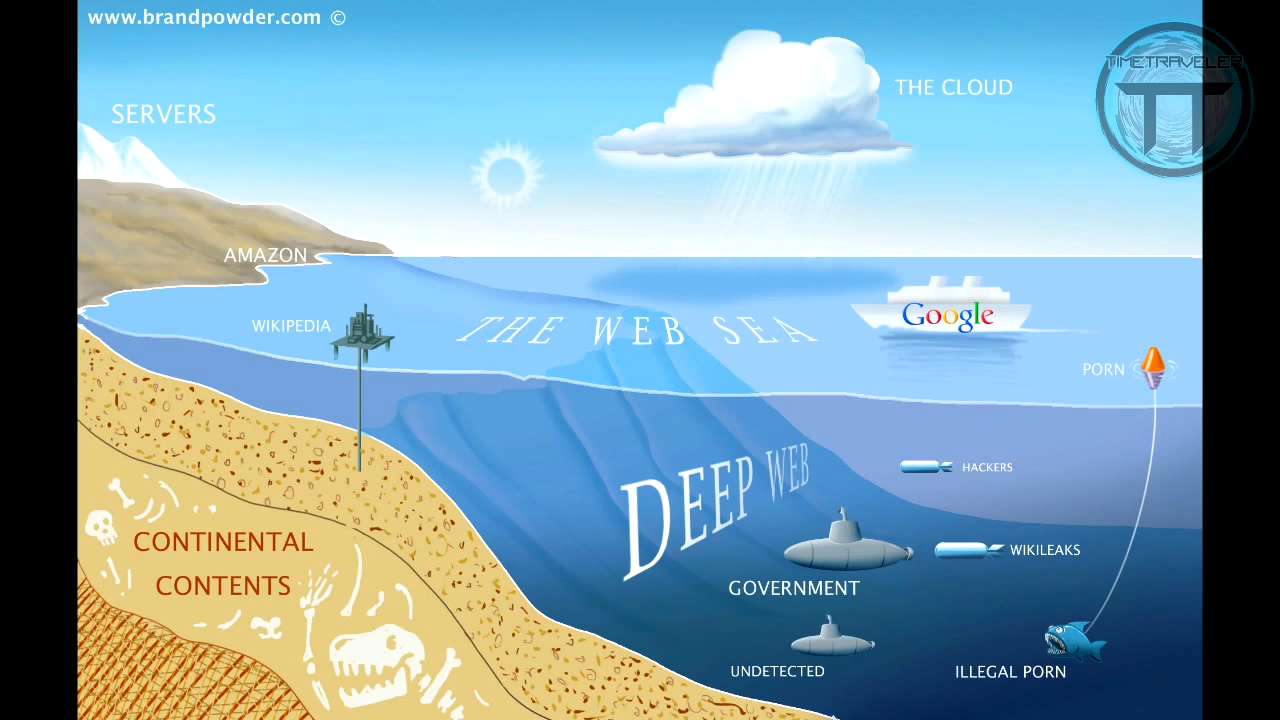 www.brandpowder.com ©
TIMETRAVELER
THE CLOUD
SERVERS
AMAZON
WIKIPEDIA
THE WEB SEA
Google
PORN
DEEP WEB
HACKERS
CONTINENTAL
CONTENTS
WIKILEAKS
GOVERNMENT
UNDETECTED
ILLEGAL PORN